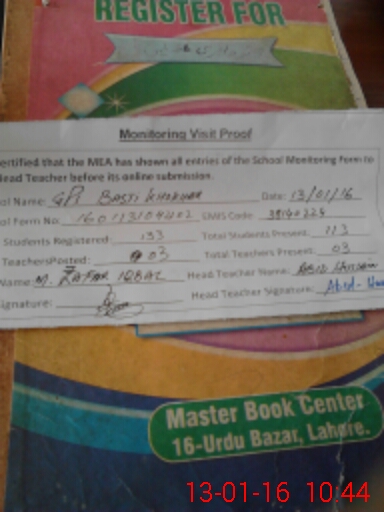 REGISTER FOR
Monitoring Visit Proof
ertified that the MEA has shown all entries of the School Monitoring Form to
Head Teacher before its online submission.
ol Name: GPS BASTI KHOKHAR Date: 13/01/16
ol Form No: EMIS Code:
Students Registered: 133 Total Students Present: 113
TeachersPosted: 03 Total Teachers Present: 03
Name M. ZAFAR IQBAL Head Teacher Name: ABID Hussain
Signature: Head Teacher Signature: Abid-
Master Book Center
16-Urdu Bazar, Lahore.
13-01-16 10:44